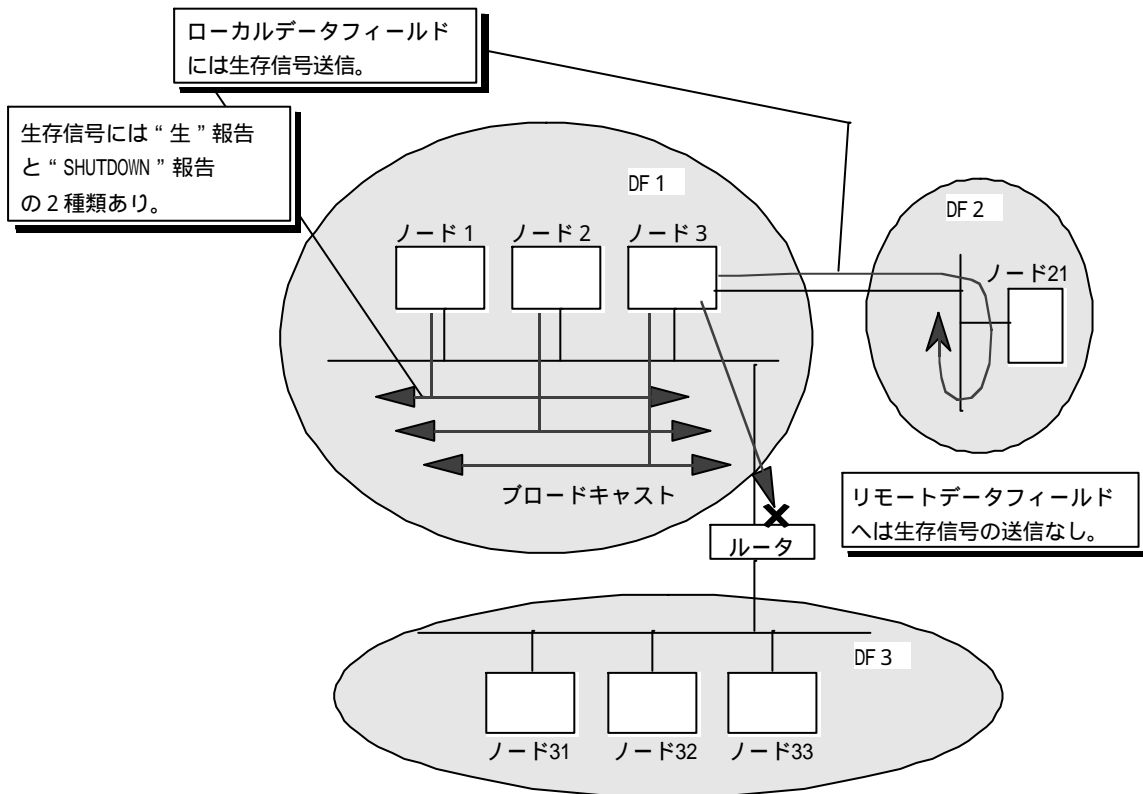 ローカルデータフィールド
には生存信号送信。
生存信号には“生”報告
と“SHUTDOWN”報告
の2種類あり。
DF1
DF2
ノード1
ノード2
ノード3
ノード21
ブロードキャスト
リモートデータフィールド
へは生存信号の送信なし。
ルータ
DF3
ノード31
ノード32
ノード33